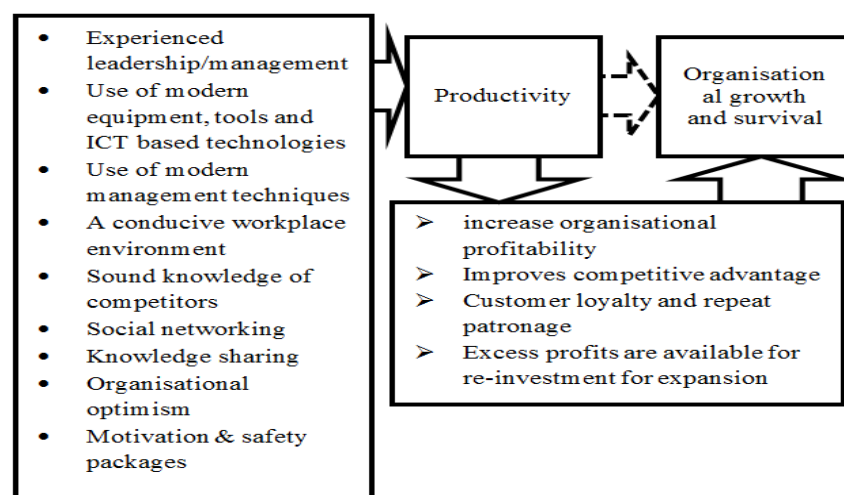 • Experienced
leadership/management
• Use of modern
equipment, tools and
ICT based technologies
• Use of modern
management techniques
• A conducive workplace
environment
• Sound knowledge of
competitors
• Social networking
• Knowledge sharing
• Organisational
optimism
• Motivation & safety
packages
Productivity
Organisation
al growth
and survival
➢ increase organisational
profitability
➢ Improves competitive advantage
➢ Customer loyalty and repeat
patronage
➢ Excess profits are available for
re-investment for expansion